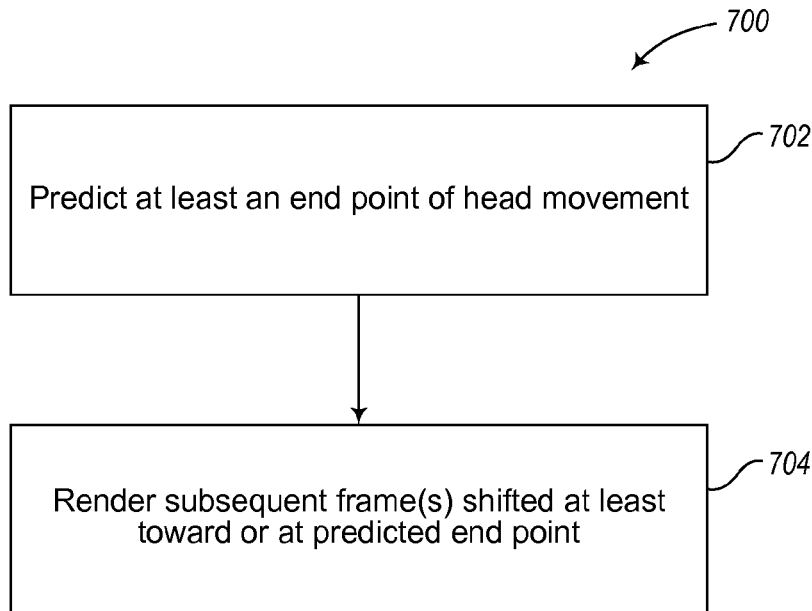 700
702
Predict at least an end point of head movement
704
Render subsequent frame(s) shifted at least
toward or at predicted end point